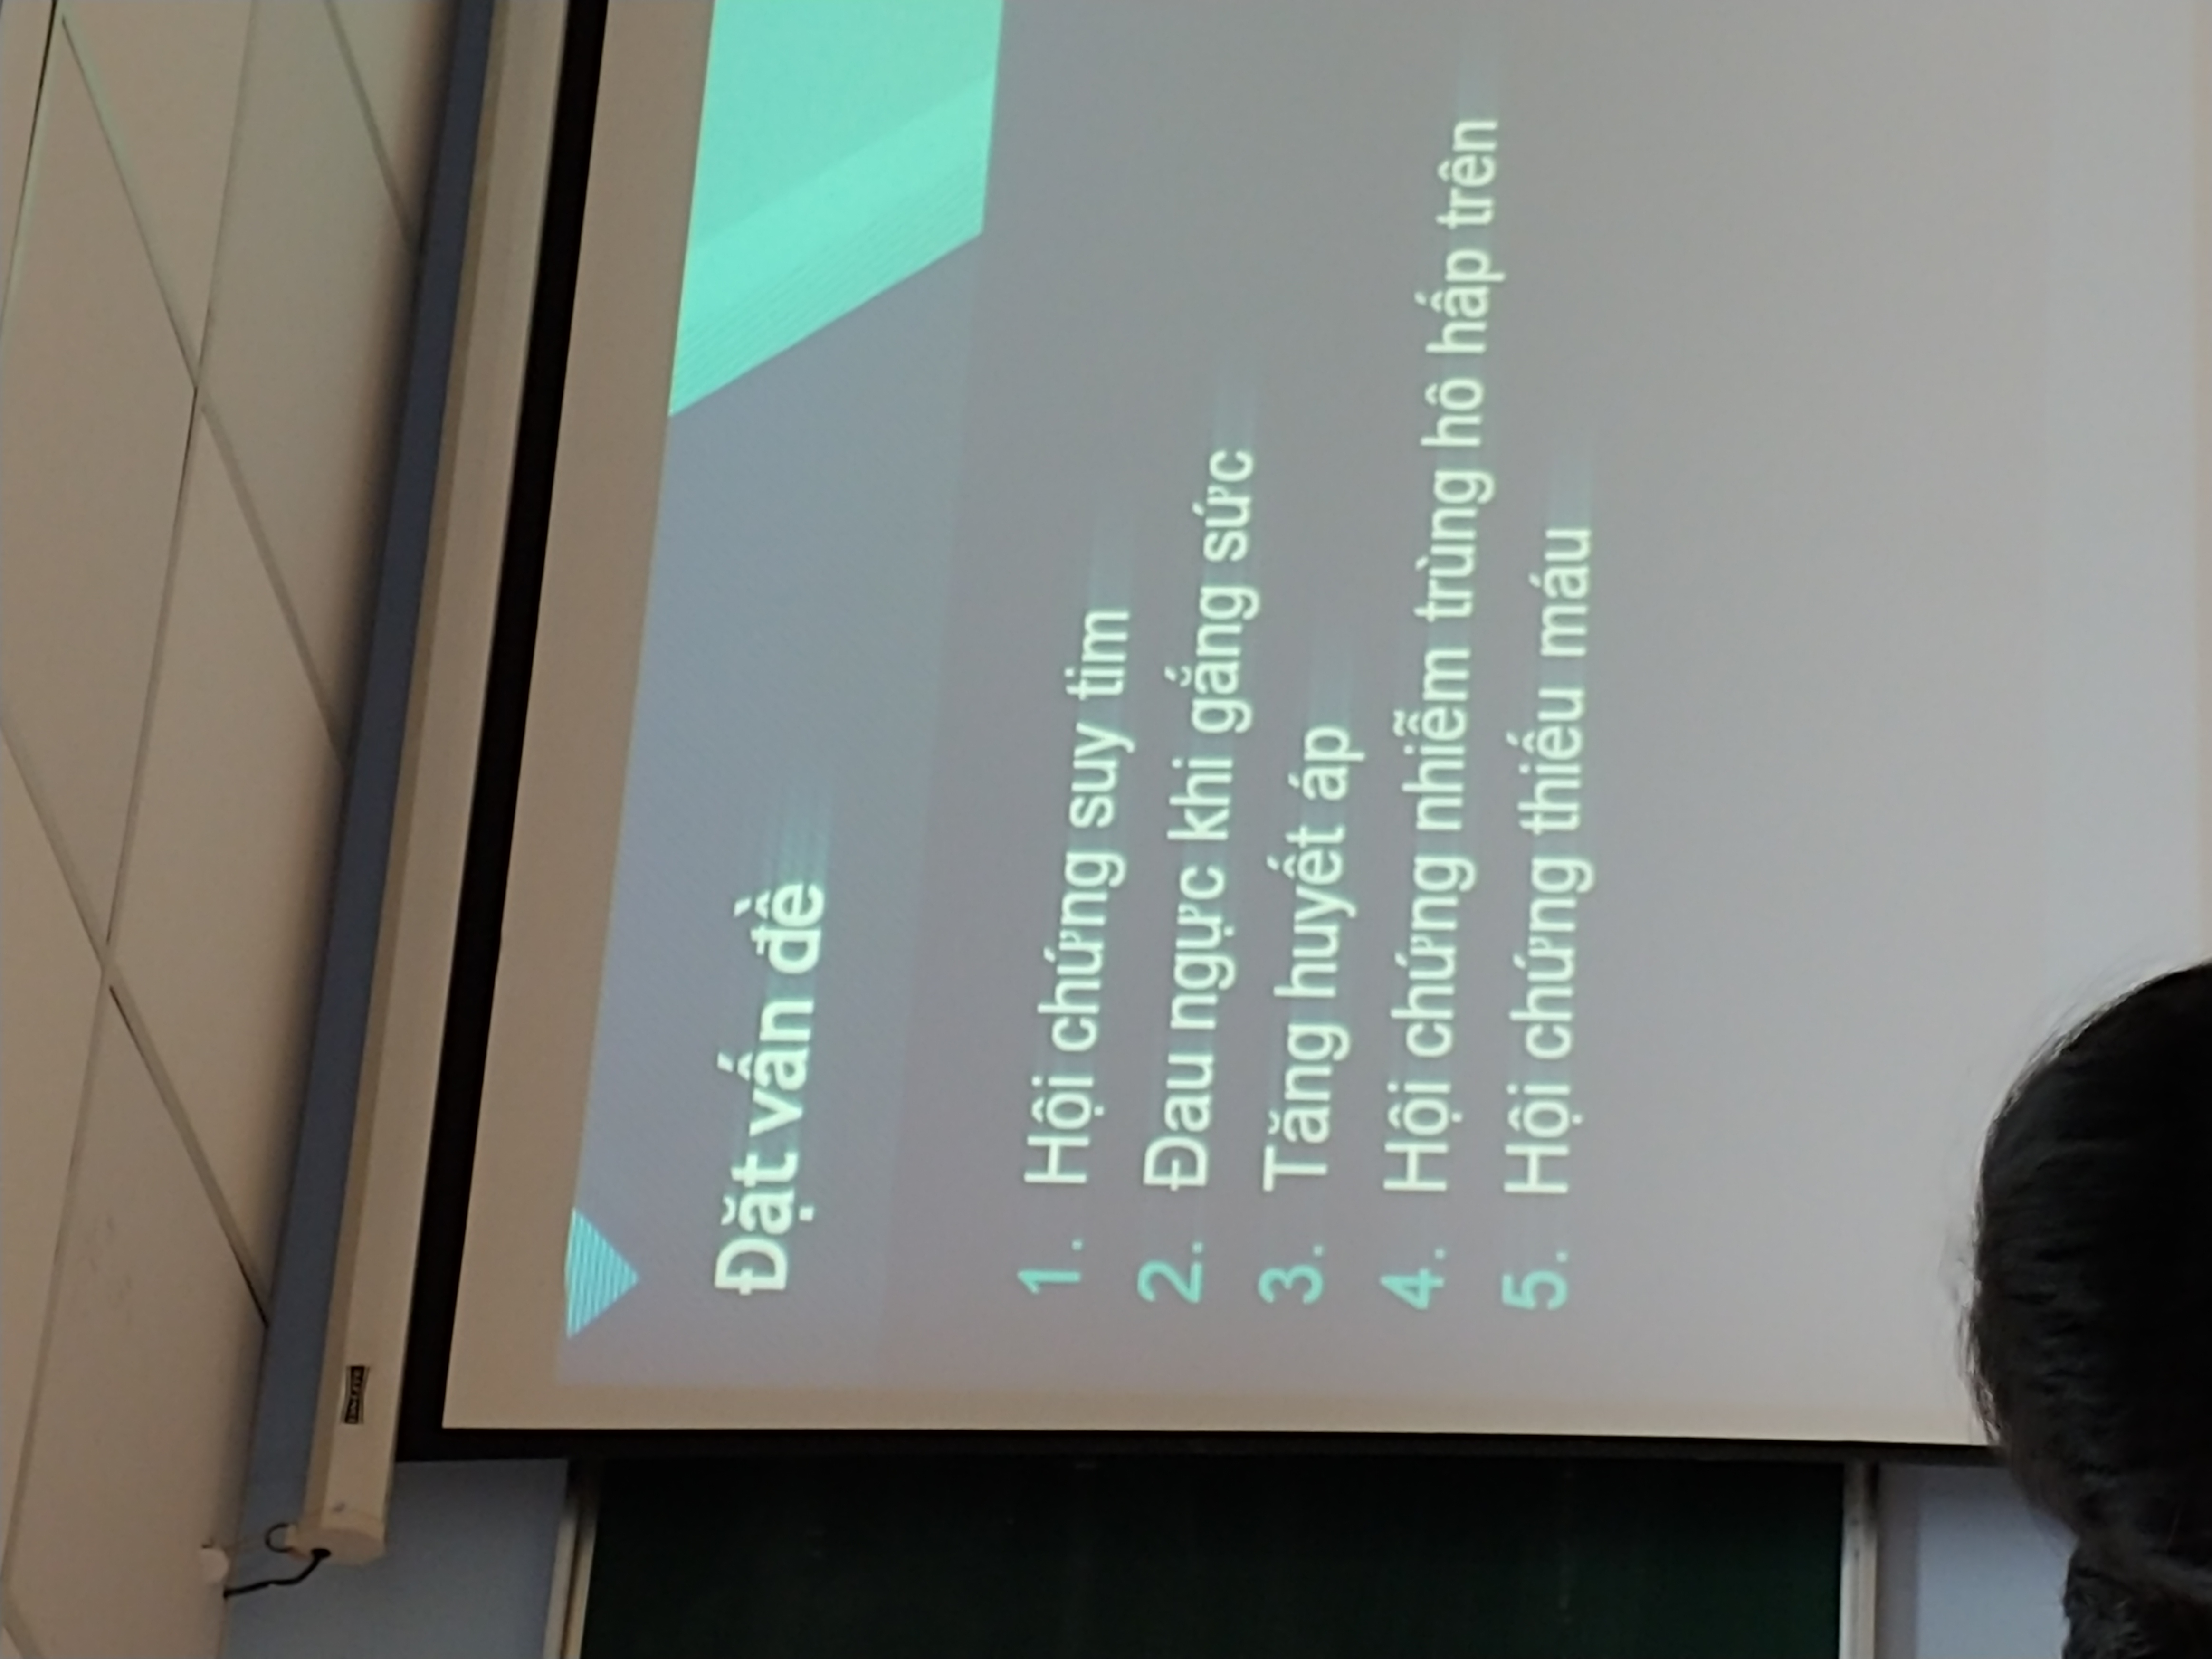 Đặt vấn đề
1. Hội chứng suy tim
2. Đau ngực khi gắng sức
3. Tăng huyết áp
4. Hội chứng nhiễm trùng hô hấp trên
5. Hội chứng thiếu máu